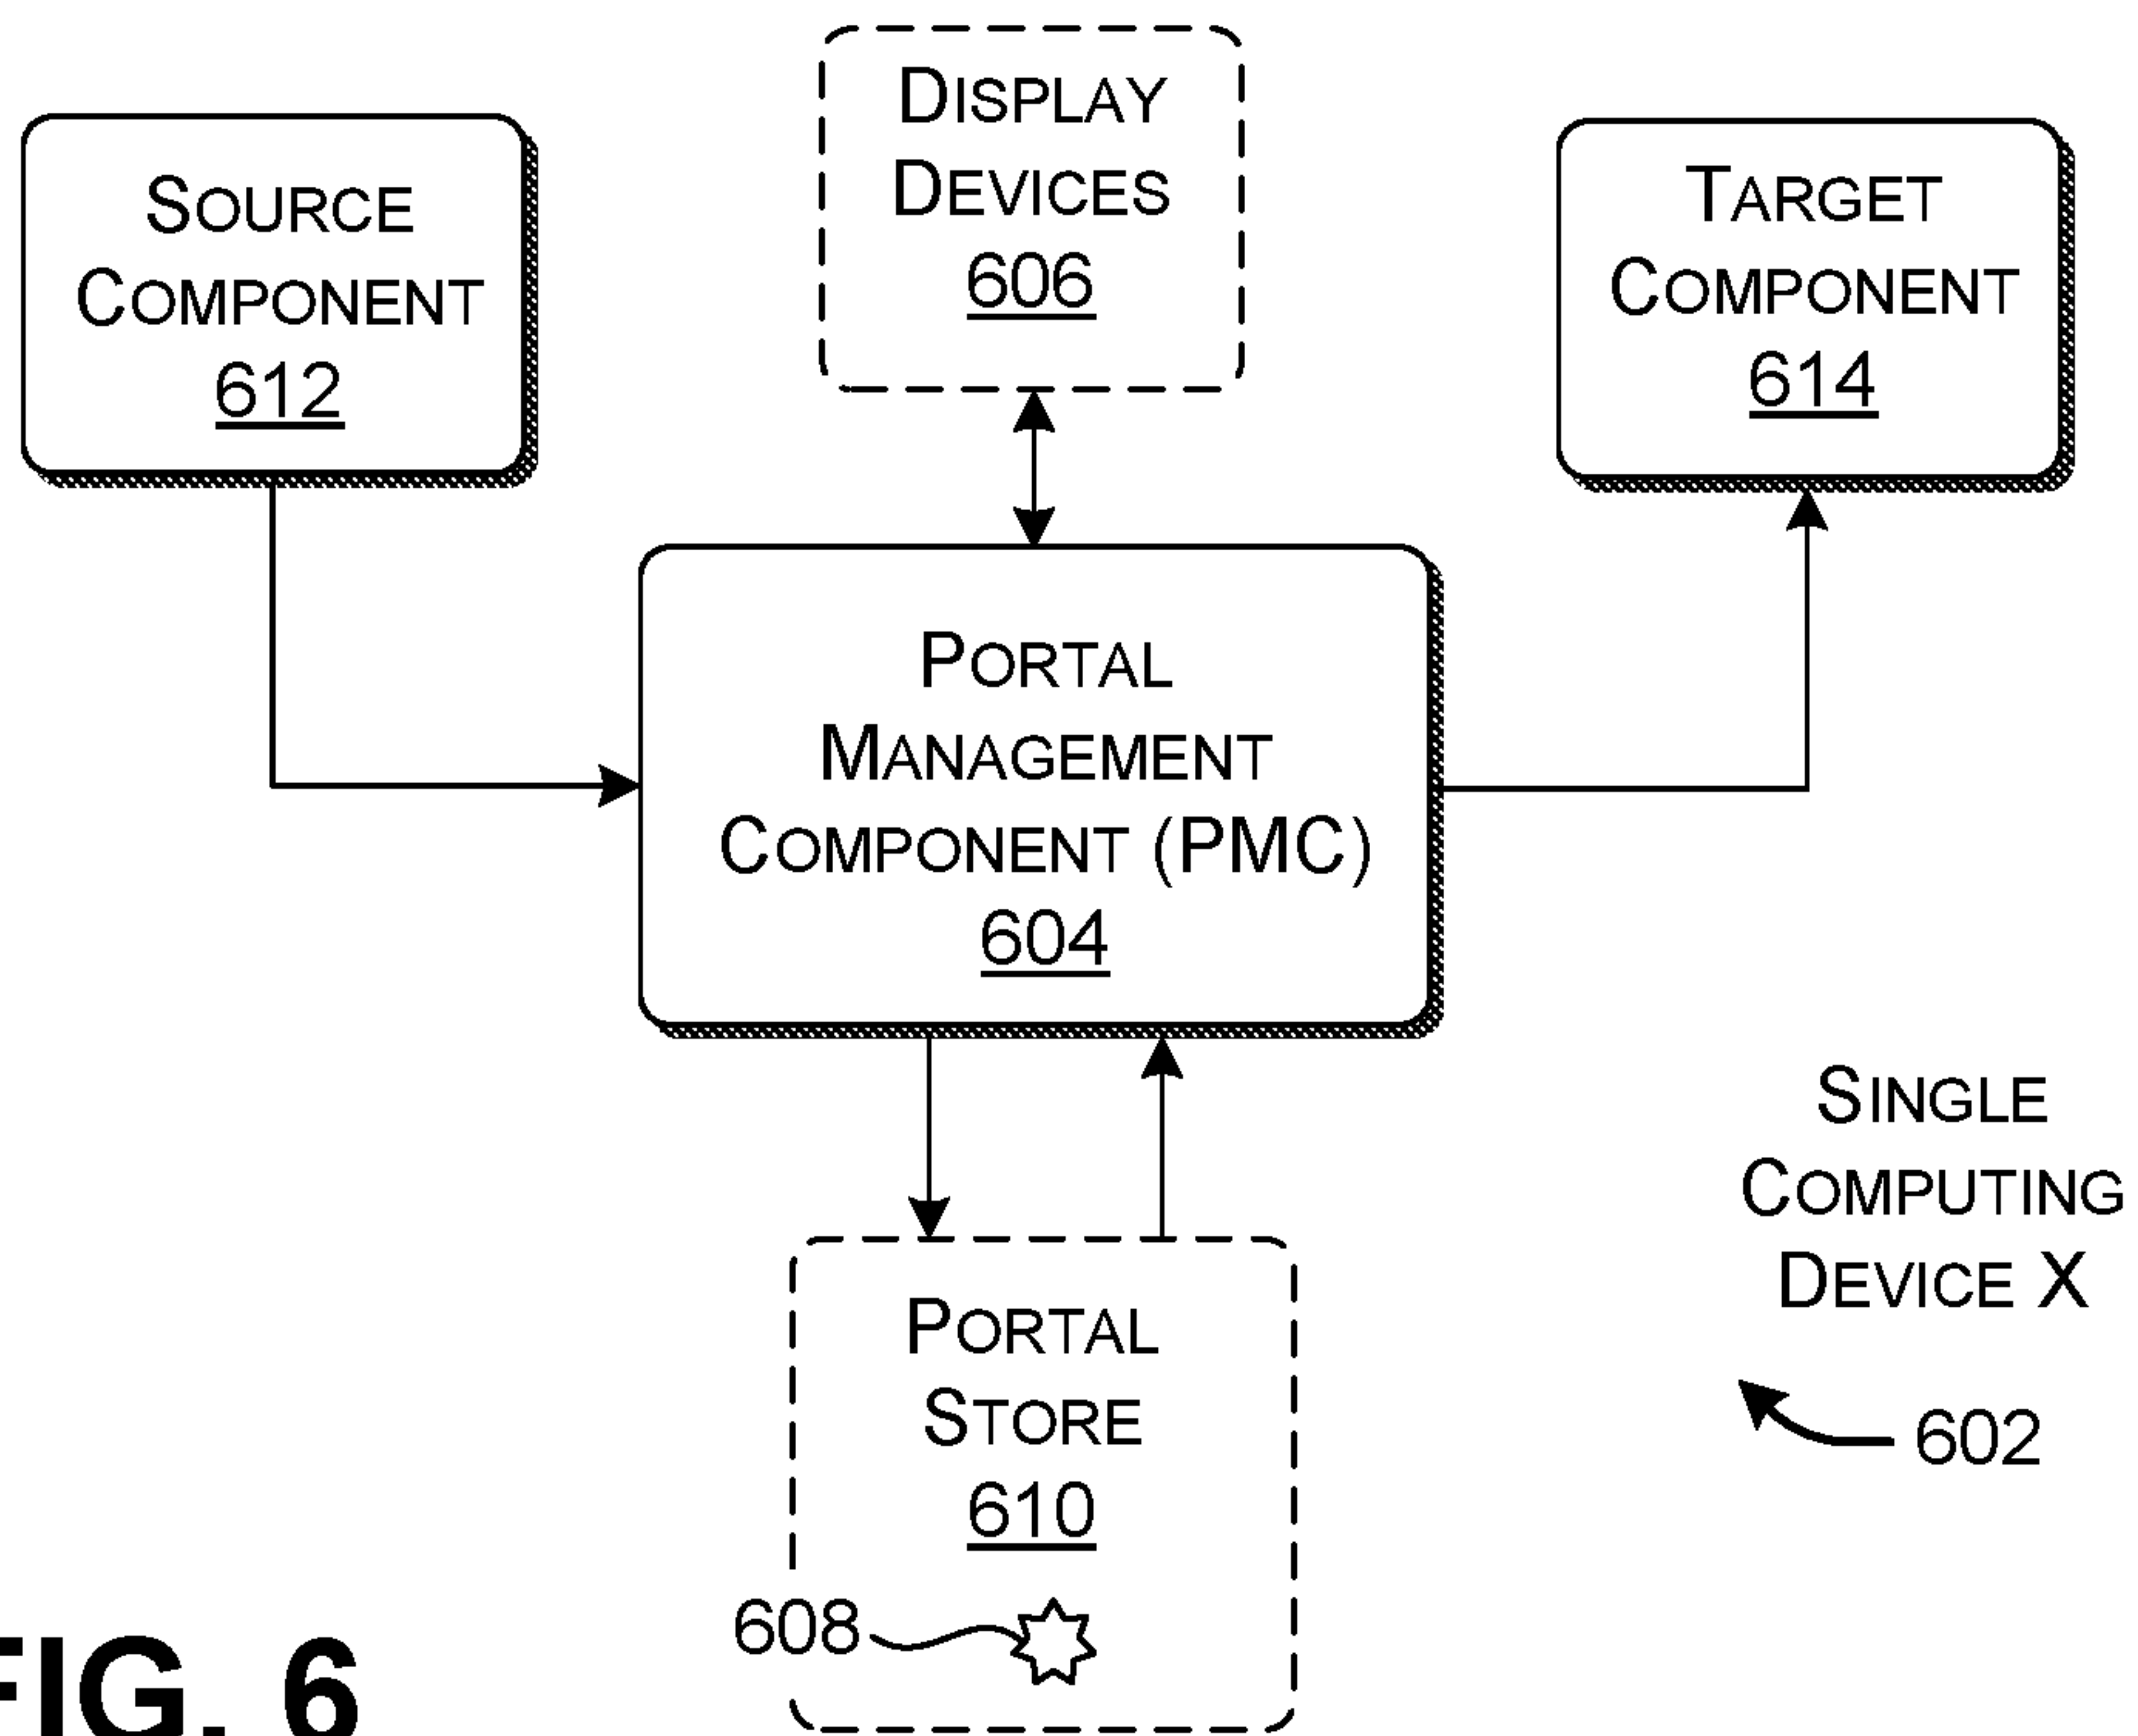 DISPLAY
DEVICES
606
SOURCE
COMPONENT
612
TARGET
COMPONENT
614
PORTAL
MANAGEMENT
COMPONENT (PMC)
604
SINGLE
COMPUTING
DEVICE X
602
PORTAL
STORE
610
608
FIG. 6